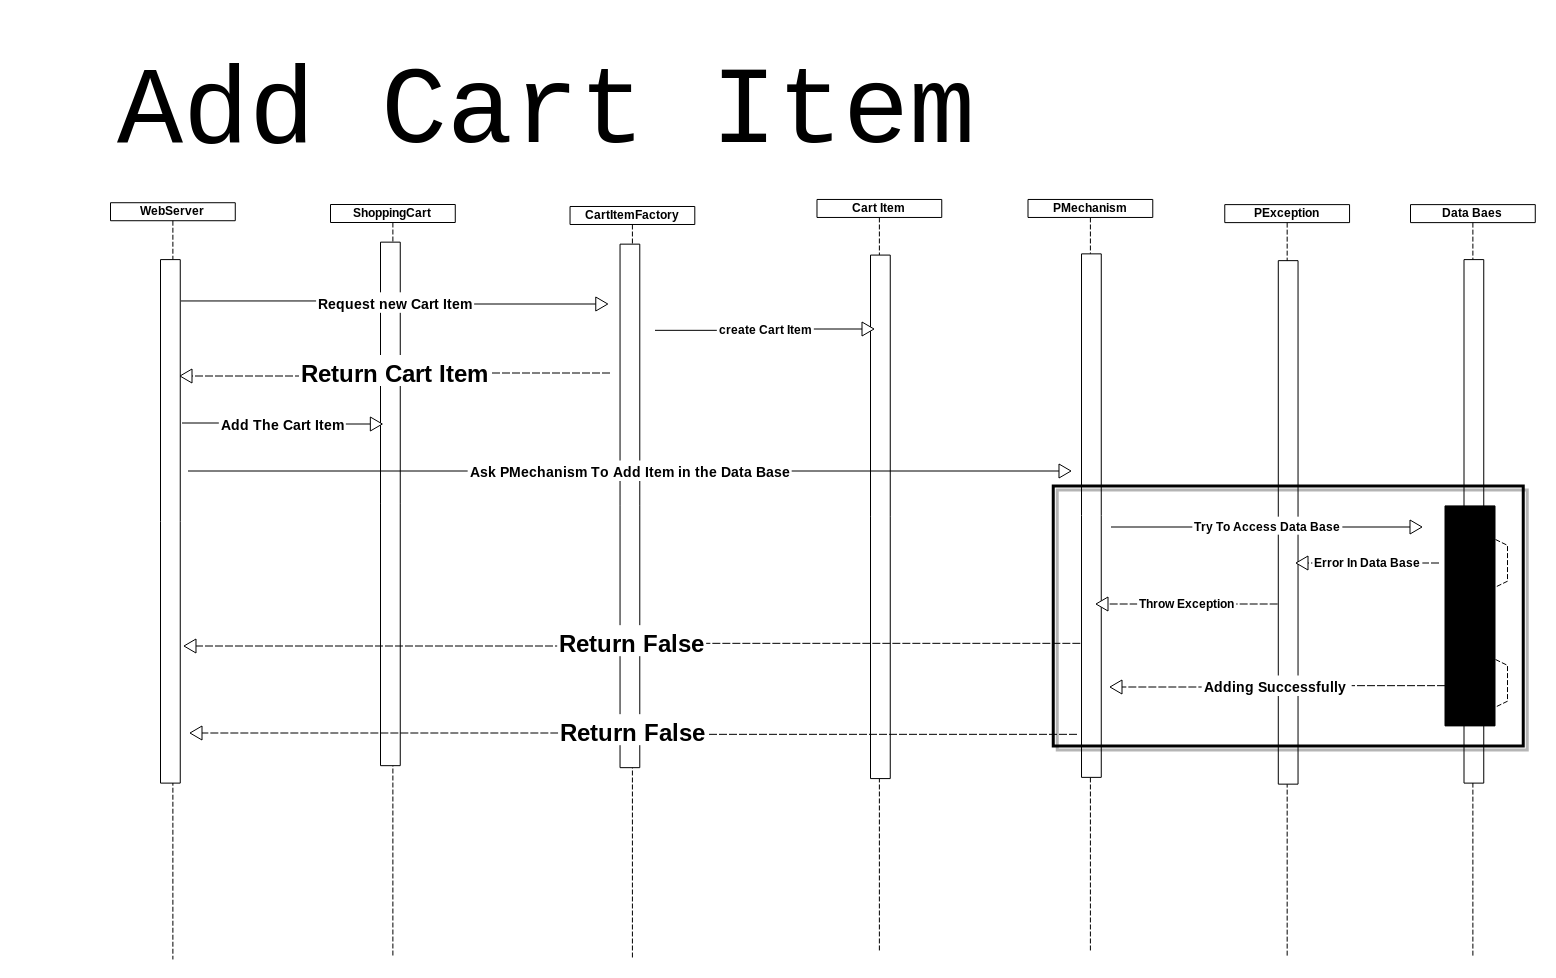 Add Cart Item
WebServer
ShoppingCart
CartItemFactory
Cart Item
PMechanism
PException
Data Baes
Request new Cart Item
create Cart Item
Return Cart Item
Add The Cart Item
Ask PMechanism To Add Item in the Data Base
Try To Access Data Base
Error In Data Base
Throw Exception
Return False
Adding Successfully
Return False